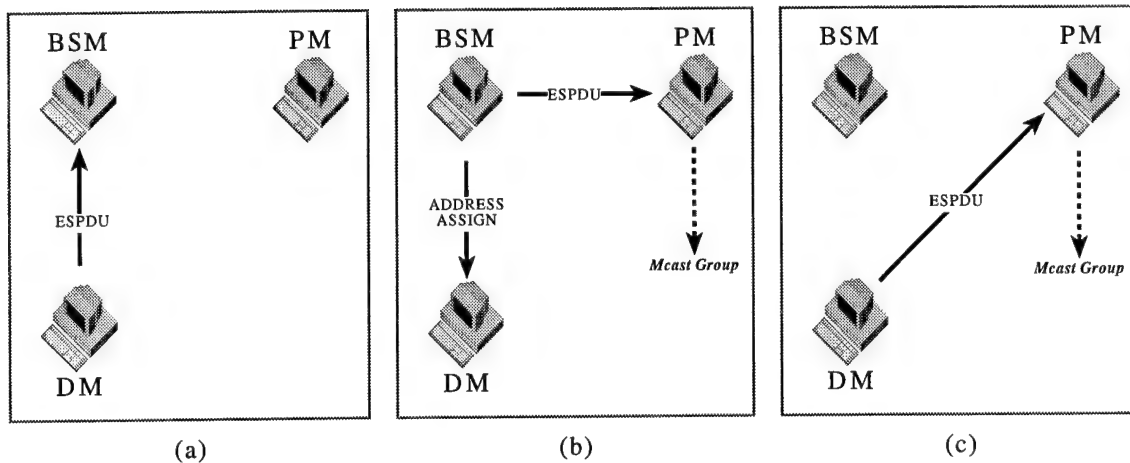 BSM
PM
ESPDU
DM
(a)
BSM
PM
ESPDU
ADDRESS
ASSIGN
Mcast Group
DM
(b)
BSM
PM
ESPDU
Mcast Group
DM
(c)